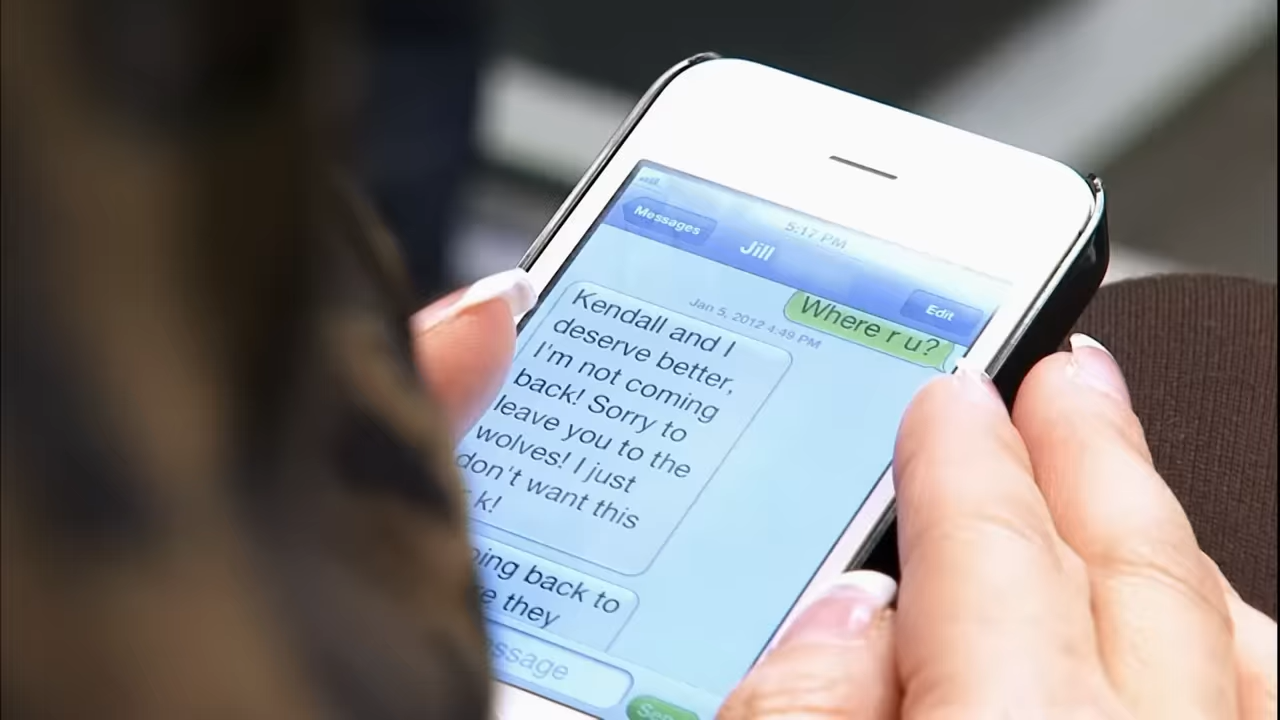 5:17 PM
Messages
Jill
Edit
Where r u?
Jan 5, 2012 4:49 PM
Kendall and I
deserve better,
I'm not coming
back! Sorry to
leave you to the
wolves! I just
don't want this
k!
back to
they